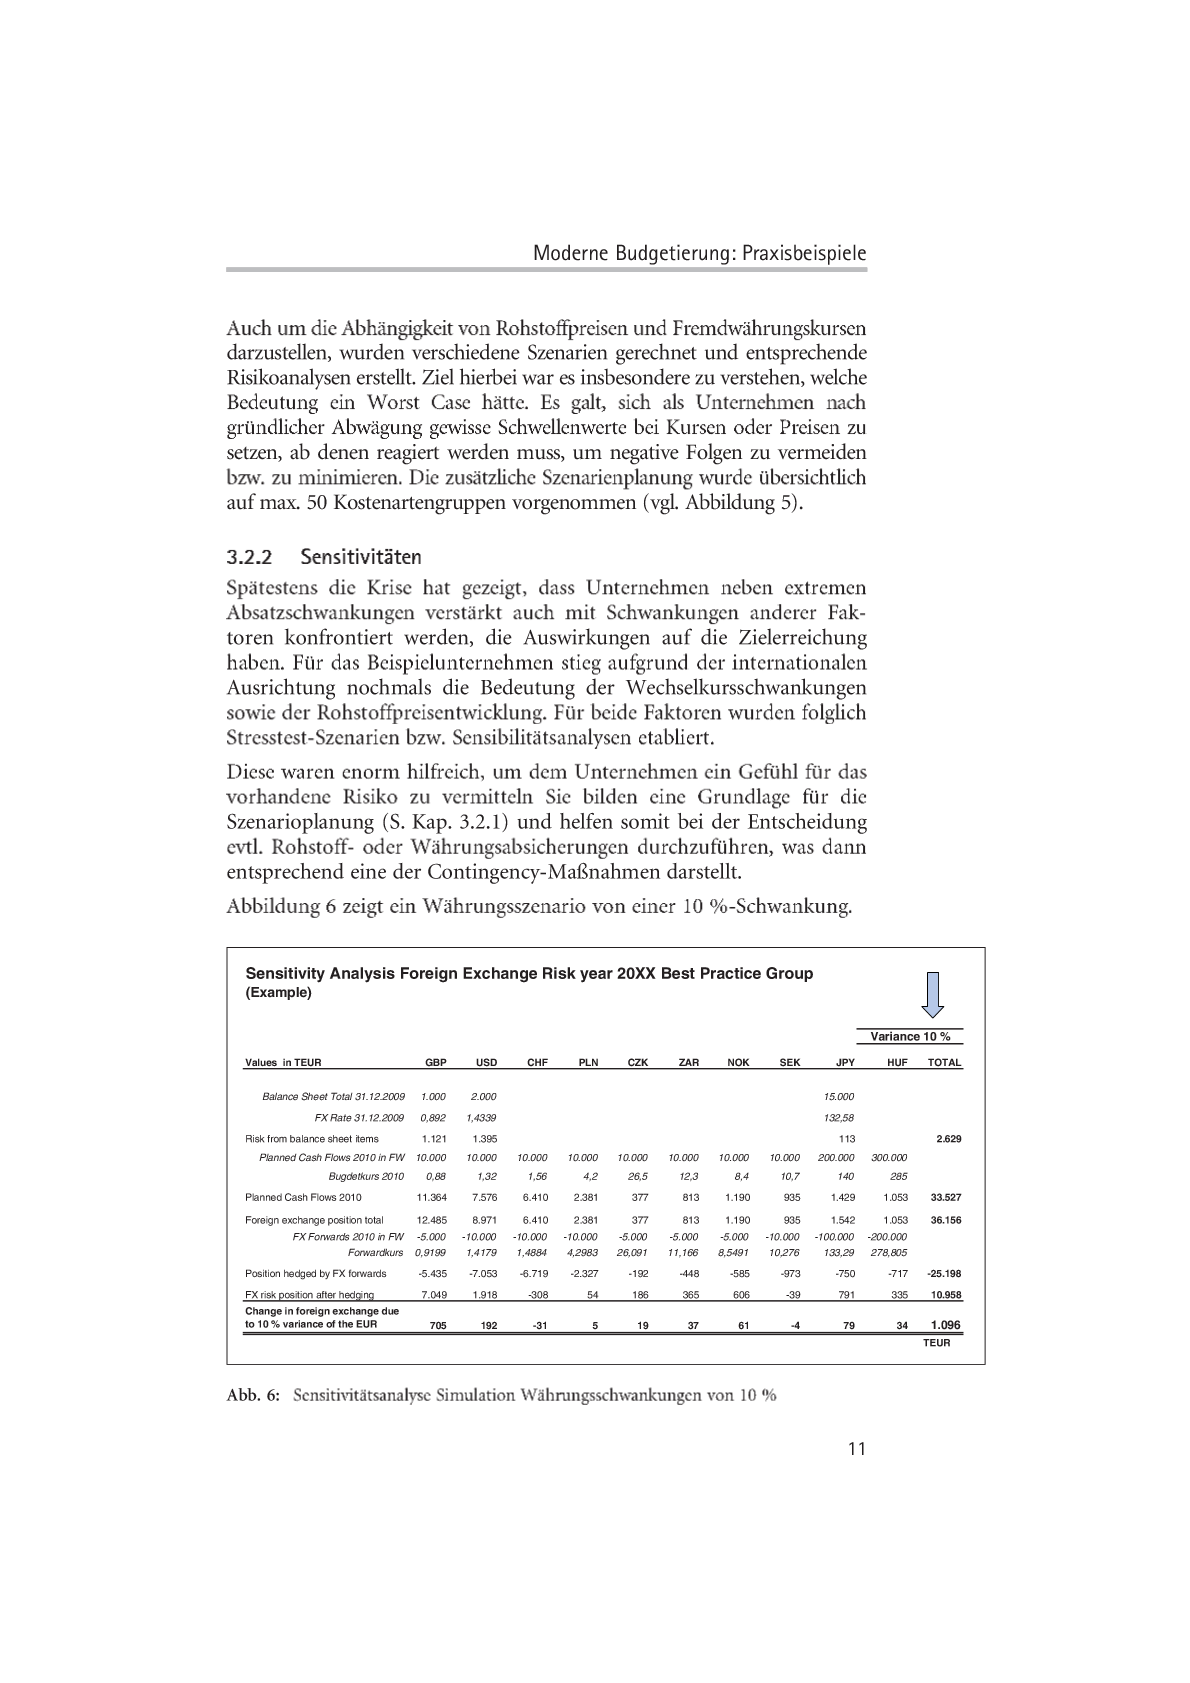 Moderne Budgetierung: Praxisbeispiele
Auch um die Abhängigkeit von Rohstoffpreisen und Fremdwährungskursen
darzustellen, wurden verschiedene Szenarien gerechnet und entsprechende
Risikoanalysen erstellt. Ziel hierbei war es insbesondere zu verstehen, welche
Bedeutung ein Worst Case hätte. Es galt, sich als Unternehmen nach
gründlicher Abwägung gewisse Schwellenwerte bei Kursen oder Preisen zu
setzen, ab denen reagiert werden muss, um negative Folgen zu vermeiden
bzw. zu minimieren. Die zusätzliche Szenarienplanung wurde übersichtlich
auf max. 50 Kostenartengruppen vorgenommen (vgl. Abbildung 5).
3.2.2 Sensitivitäten
Spätestens die Krise hat gezeigt, dass Unternehmen neben extremen
Absatzschwankungen verstärkt auch mit Schwankungen anderer Fak-
toren konfrontiert werden, die Auswirkungen auf die Zielerreichung
haben. Für das Beispielunternehmen stieg aufgrund der internationalen
Ausrichtung nochmals die Bedeutung der Wechselkursschwankungen
sowie der Rohstoffpreisentwicklung. Für beide Faktoren wurden folglich
Stresstest-Szenarien bzw. Sensibilitätsanalysen etabliert.
Diese waren enorm hilfreich, um dem Unternehmen ein Gefühl für das
vorhandene Risiko zu vermitteln Sie bilden eine Grundlage für die
Szenarioplanung (S. Kap. 3.2.1) und helfen somit bei der Entscheidung
evtl. Rohstoff- oder Währungsabsicherungen durchzuführen, was dann
entsprechend eine der Contingency-Maßnahmen darstellt.
Abbildung 6 zeigt ein Währungsszenario von einer 10 %-Schwankung.
Sensitivity Analysis Foreign Exchange Risk year 20XX Best Practice Group
(Example)
Variance 10 %
Values in TEUR GBP USD CHF PLN CZK ZAR NOK SEK JPY HUF TOTAL
Balance Sheet Total 31.12.2009 1.000 2.000 15.000
FX Rate 31.12.2009 0,892 1,4339 132,58
Risk from balance sheet items 1.121 1.395 113 2.629
Planned Cash Flows 2010 in FW 10.000 10.000 10.000 10.000 10.000 10.000 10.000 10.000 200.000 300.000
Bugdetkurs 2010 0,88 1,32 1,56 4,2 26,5 12,3 8,4 10,7 140 285
Planned Cash Flows 2010 11.364 7.576 6.410 2.381 377 813 1.190 935 1.429 1.053 33.527
Foreign exchange position total 12.485 8.971 6.410 2.381 377 813 1.190 935 1.542 1.053 36.156
FX Forwards 2010 in FW -5.000 -10.000 -10.000 -10.000 -5.000 -5.000 -5.000 -10.000 -100.000 -200.000
Forwardkurs 0,9199 1,4179 1,4884 4,2983 26,091 11,166 8,5491 10,276 133,29 278,805
Position hedged by FX forwards -5.435 -7.053 -6.719 -2.327 -192 -448 -585 -973 -750 -717 -25.198
FX risk position after hedging 7.049 1.918 -308 54 186 365 606 -39 791 335 10.958
Change in foreign exchange due
to 10 % variance of the EUR 705 192 -31 5 19 37 61 -4 79 34 1.096
TEUR
Abb. 6: Sensitivitätsanalyse Simulation Währungsschwankungen von 10 %
11